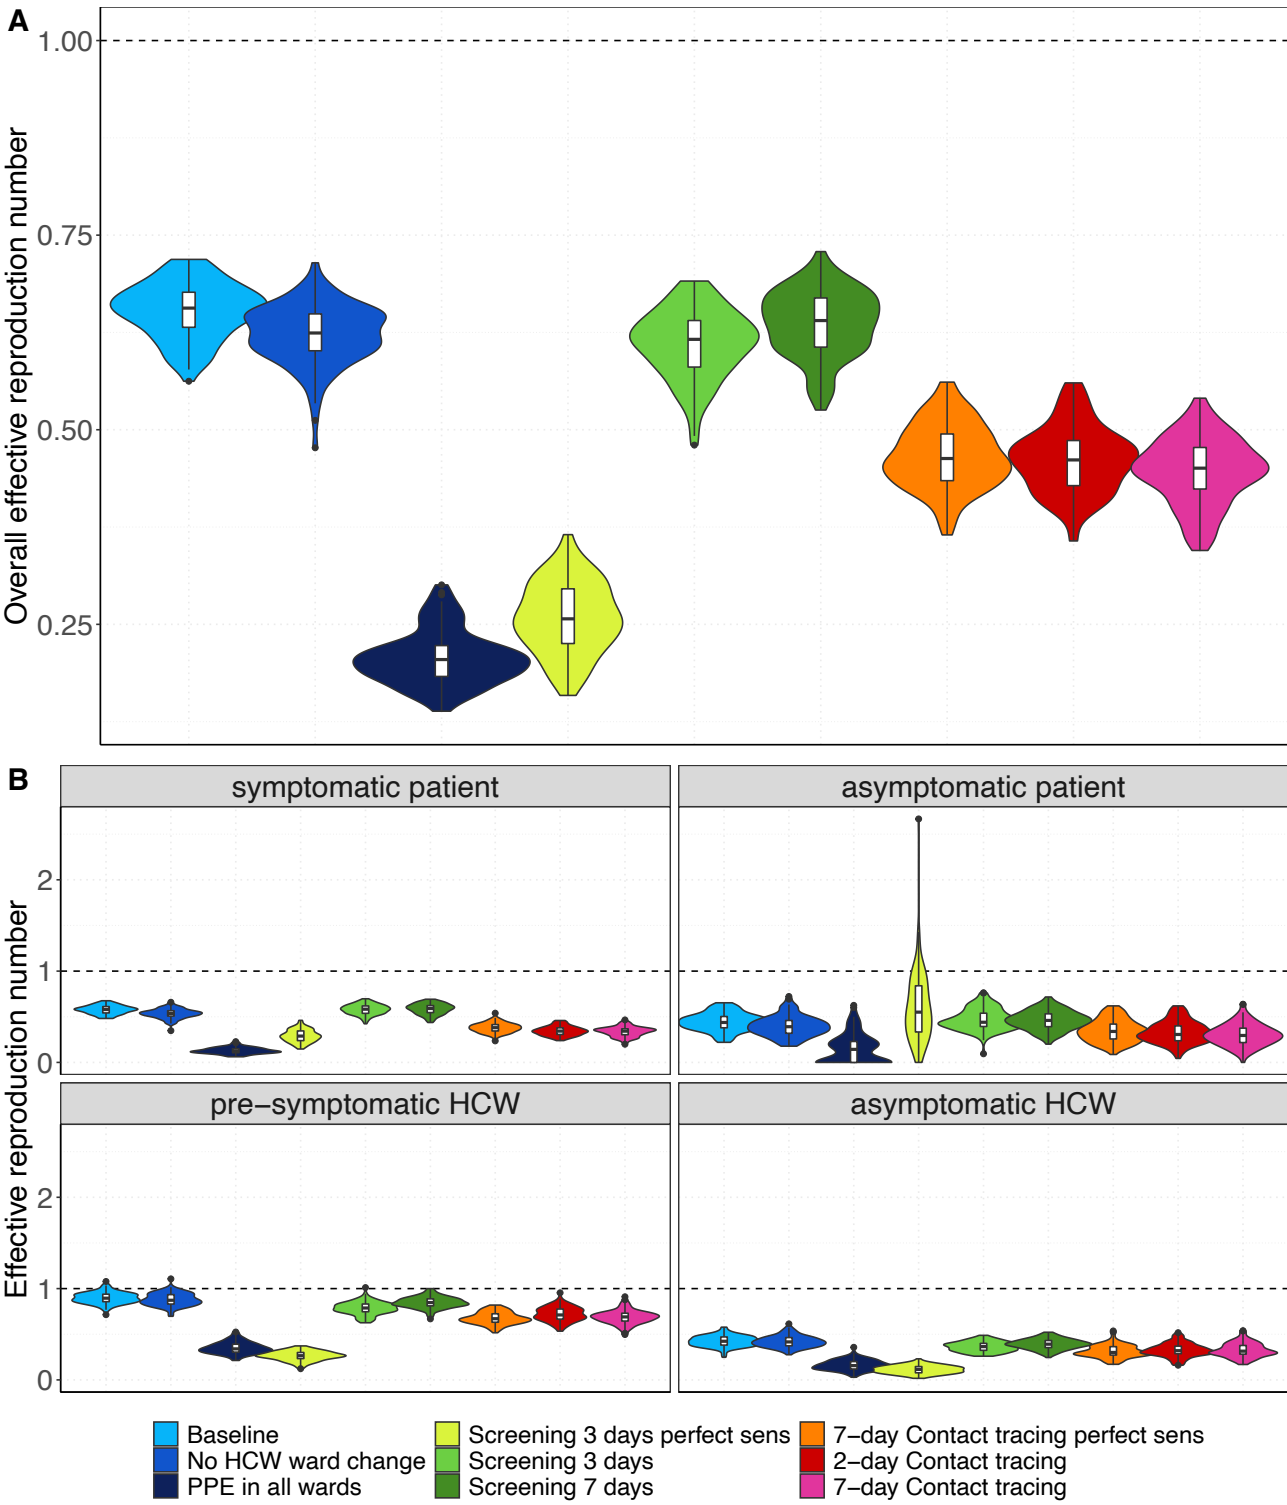 A
Overall effective reproduction number
1.00
0.75
0.50
0.25
B
Effective reproduction number
symptomatic patient
asymptomatic patient
2
1
0
pre−symptomatic HCW
asymptomatic HCW
2
1
0
Baseline
No HCW ward change
PPE in all wards
Screening 3 days perfect sens
Screening 3 days
Screening 7 days
7−day Contact tracing perfect sens
2−day Contact tracing
7−day Contact tracing